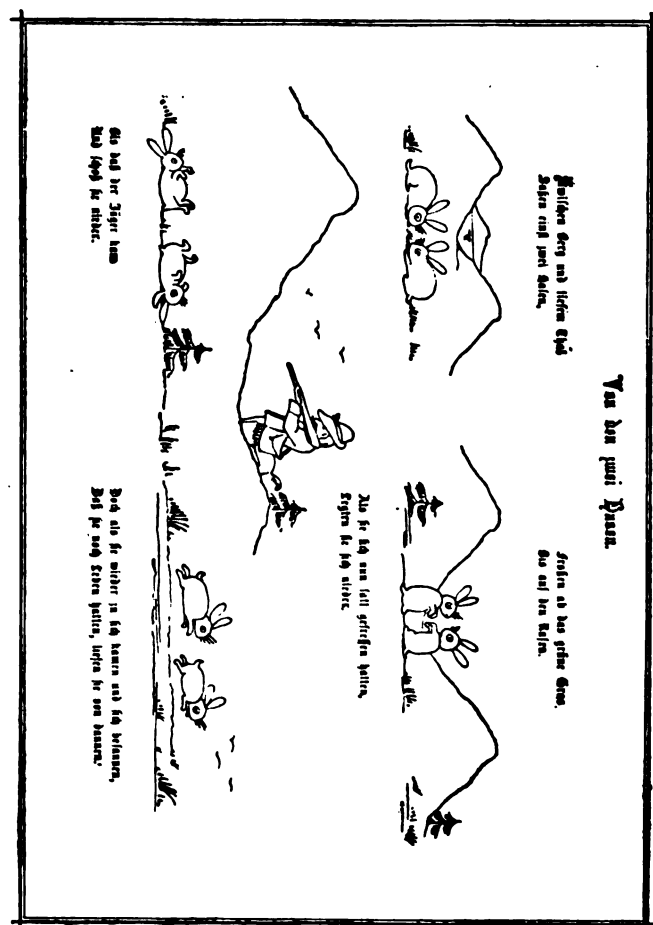 Von den zwei Hasen.
Zwischen Berg und tiefem Thal
Saßen einst zwei Hasen,
Fraßen ab das grüne Gras,
Bis auf den Rasen.
Als sie sich nun satt gefressen hatten,
Legten sie sich nieder.
Bis daß der Jäger kam
Und schoß sie nieder.
Doch als sie wieder zu sich kamen und sich besannen,
Daß sie noch Leben hatten, liefen sie von dannen.